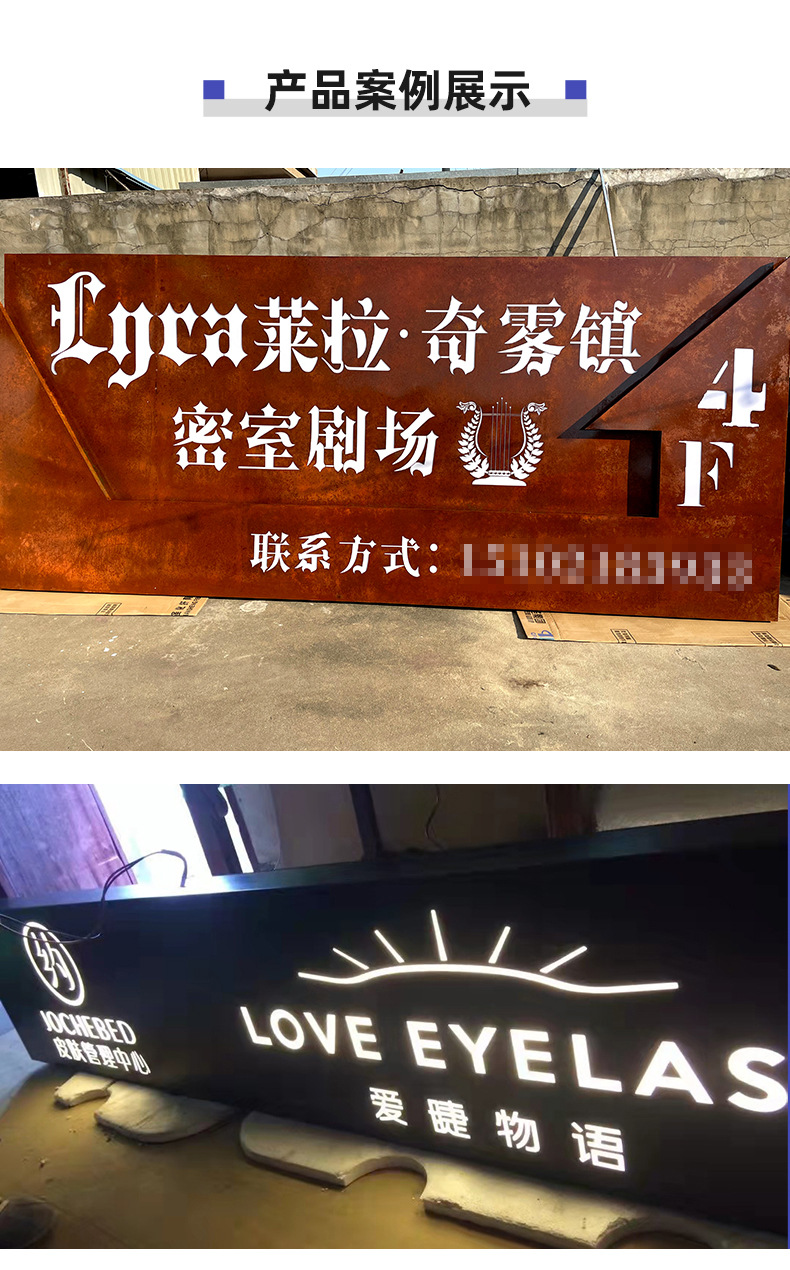 产品案例展示
Lyra莱拉·奇雾镇
密室剧场
4
F
联系方式：
约
JOCHEBED
皮肤管理中心
LOVE EYELAS
爱睫物语